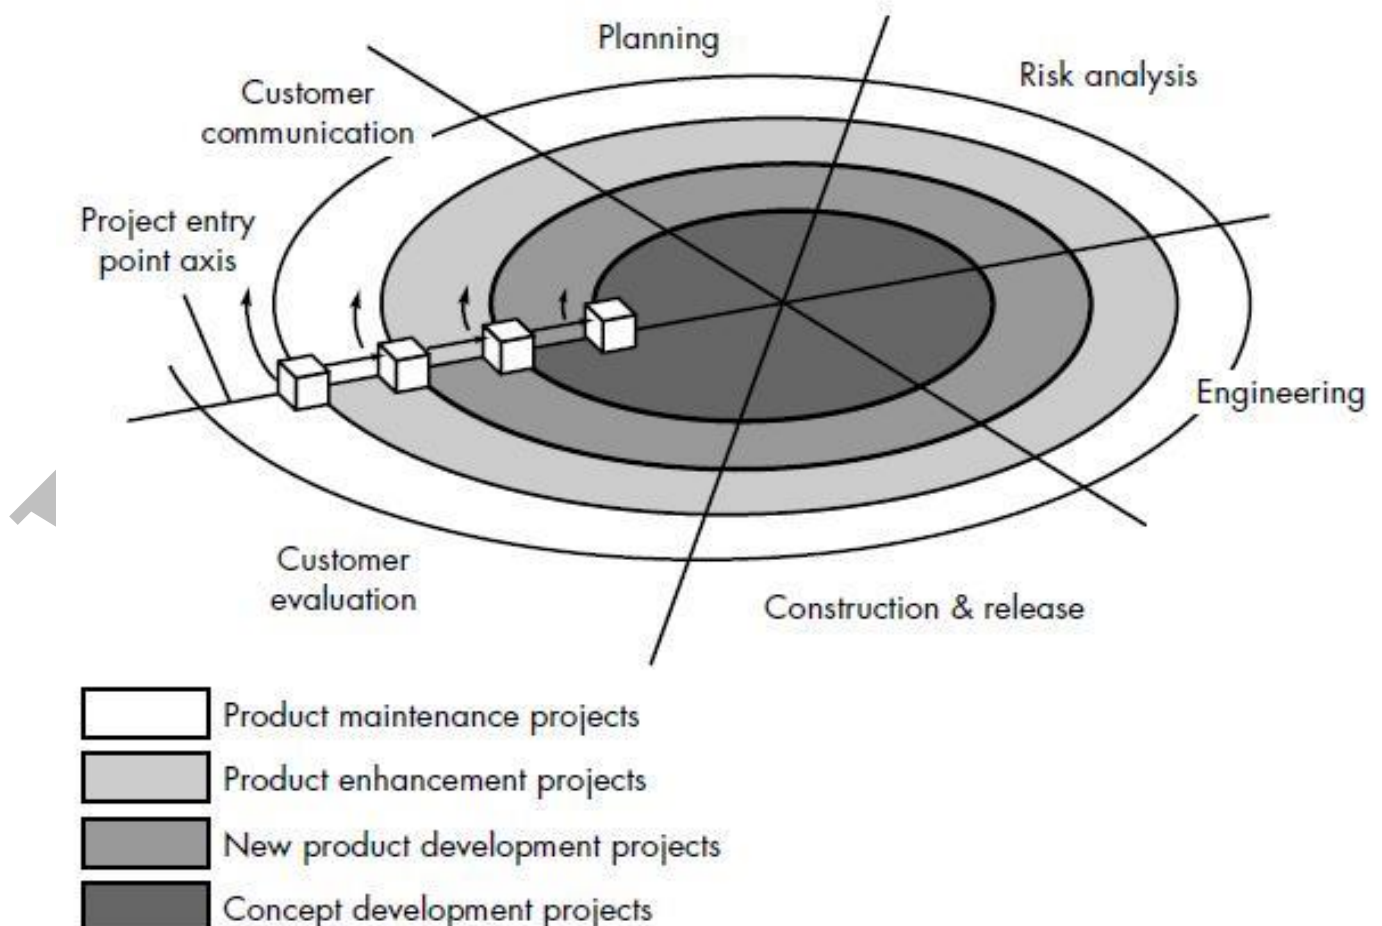 Planning
Risk analysis
Customer
communication
Project entry
point axis
Engineering
Customer
evaluation
Construction & release
Product maintenance projects
Product enhancement projects
New product development projects
Concept development projects